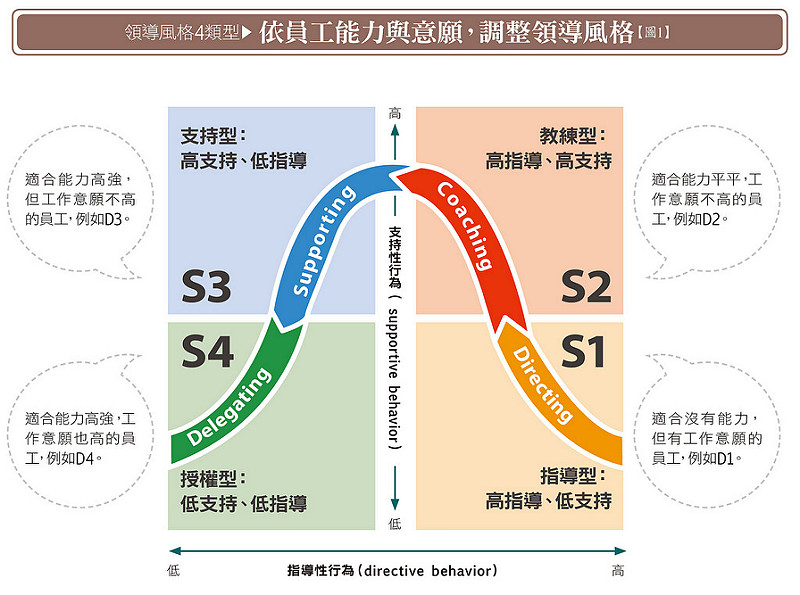 領導風格4類型▶依員工能力與意願，調整領導風格【圖1】
高
支持型：
高支持、低指導
教練型：
高指導、高支持
適合能力高強，
但工作意願不高
的員工，例如D3。
適合能力平平，工
作意願不高的員
工，例如D2。
Supporting
Coaching
S3
S2
支持性行為（supportive behavior）
S4
S1
Delegating
Directing
適合能力高強，工
作意願也高的員
工，例如D4。
適合沒有能力，
但有工作意願的
員工，例如D1。
授權型：
低支持、低指導
指導型：
高指導、低支持
低
低
指導性行為（directive behavior）
高